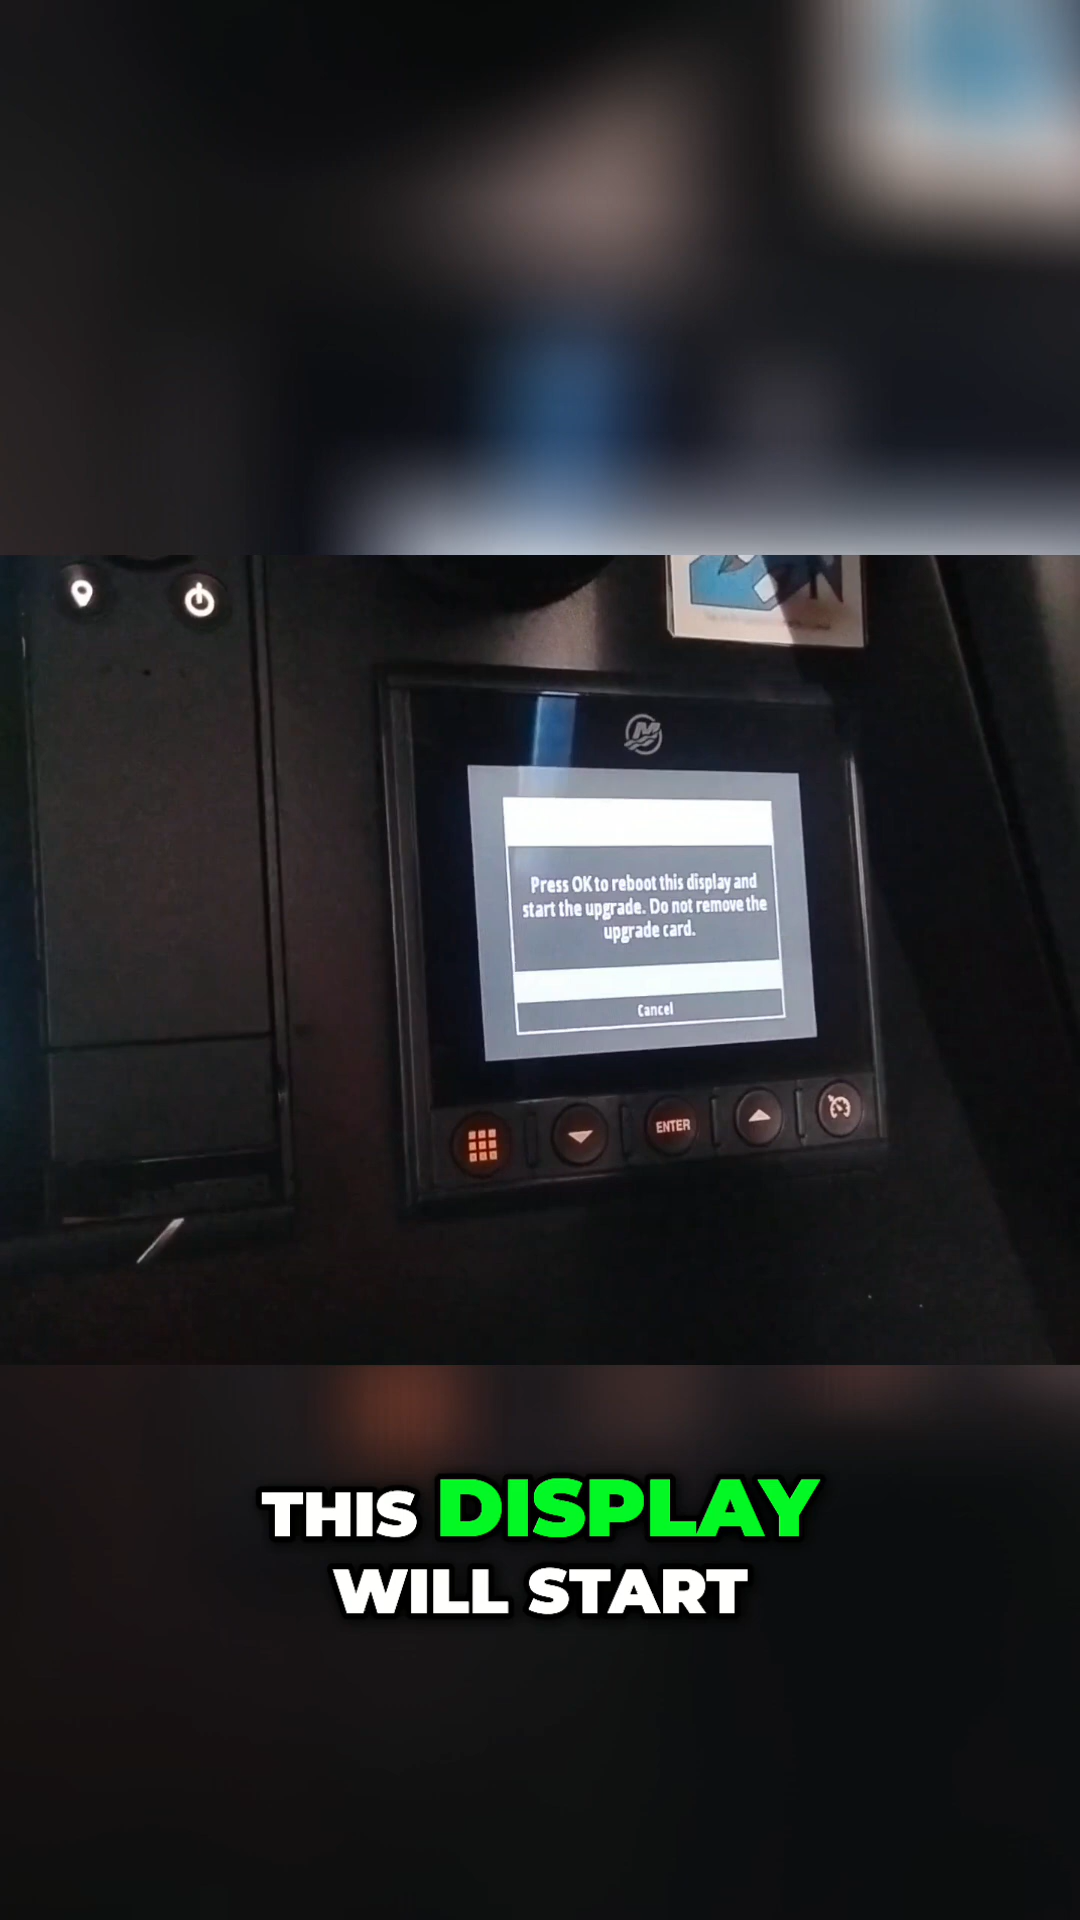 Press OK to reboot this display and
start the upgrade. Do not remove the
upgrade card.
Cancel
ENTER
THIS DISPLAY
WILL START